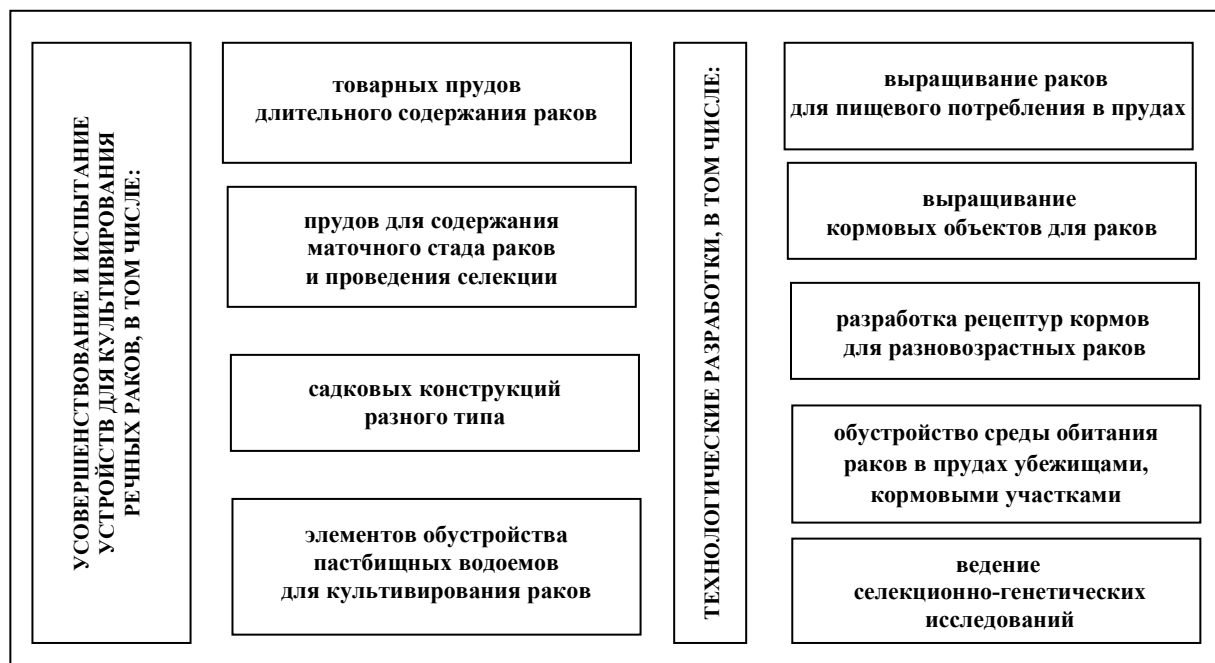 УСОВЕРШЕНСТВОВАНИЕ И ИСПЫТАНИЕ
УСТРОЙСТВ ДЛЯ КУЛЬТИВИРОВАНИЯ
РЕЧНЫХ РАКОВ, В ТОМ ЧИСЛЕ:
товарных прудов
длительного содержания раков
прудов для содержания
маточного стада раков
и проведения селекции
садковых конструкций
разного типа
элементов обустройства
пастбищных водоемов
для культивирования раков
ТЕХНОЛОГИЧЕСКИЕ РАЗРАБОТКИ, В ТОМ ЧИСЛЕ:
выращивание раков
для пищевого потребления в прудах
выращивание
кормовых объектов для раков
разработка рецептур кормов
для разновозрастных раков
обустройство среды обитания
раков в прудах убежищами,
кормовыми участками
ведение
селекционно-генетических
исследований